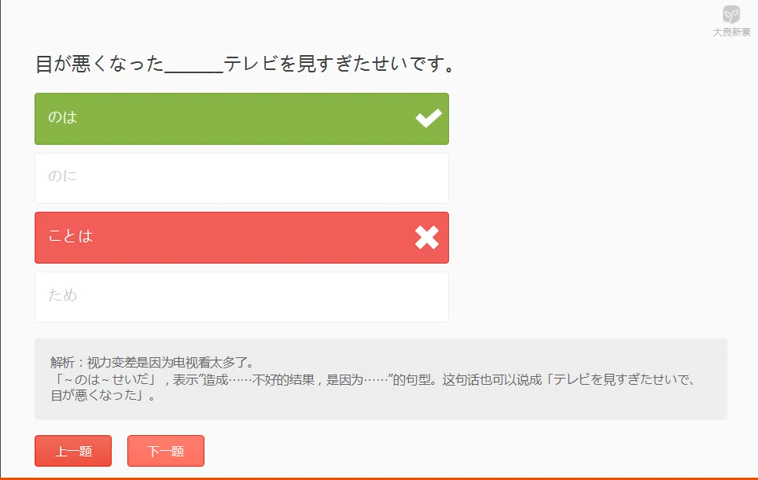 大良新寨
目が悪くなった______テレビを見すぎたせいです。
のは
のに
ことは
ため
解析：视力变差是因为电视看太多了。
「～のは～せいだ」，表示”造成……不好的结果，是因为……”的句型。这句话也可以说成「テレビを見すぎたせいで、
目が悪くなった」。
上一题
下一题